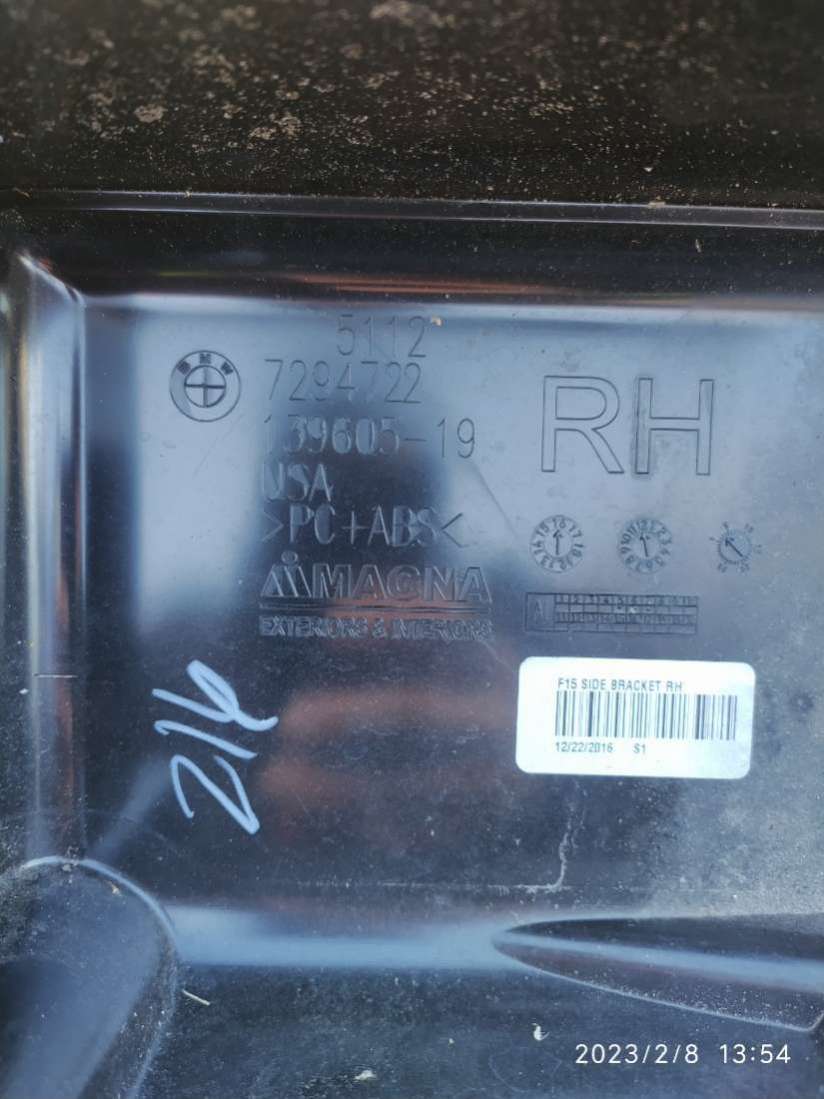 5112
BMW
7294722
139605-19
RH
USA
>PC+ABS<
MAGNA
EXTERIORS & INTERIORS
F15 SIDE BRACKET RH
12/22/2016 S1
216
2023/2/8 13:54